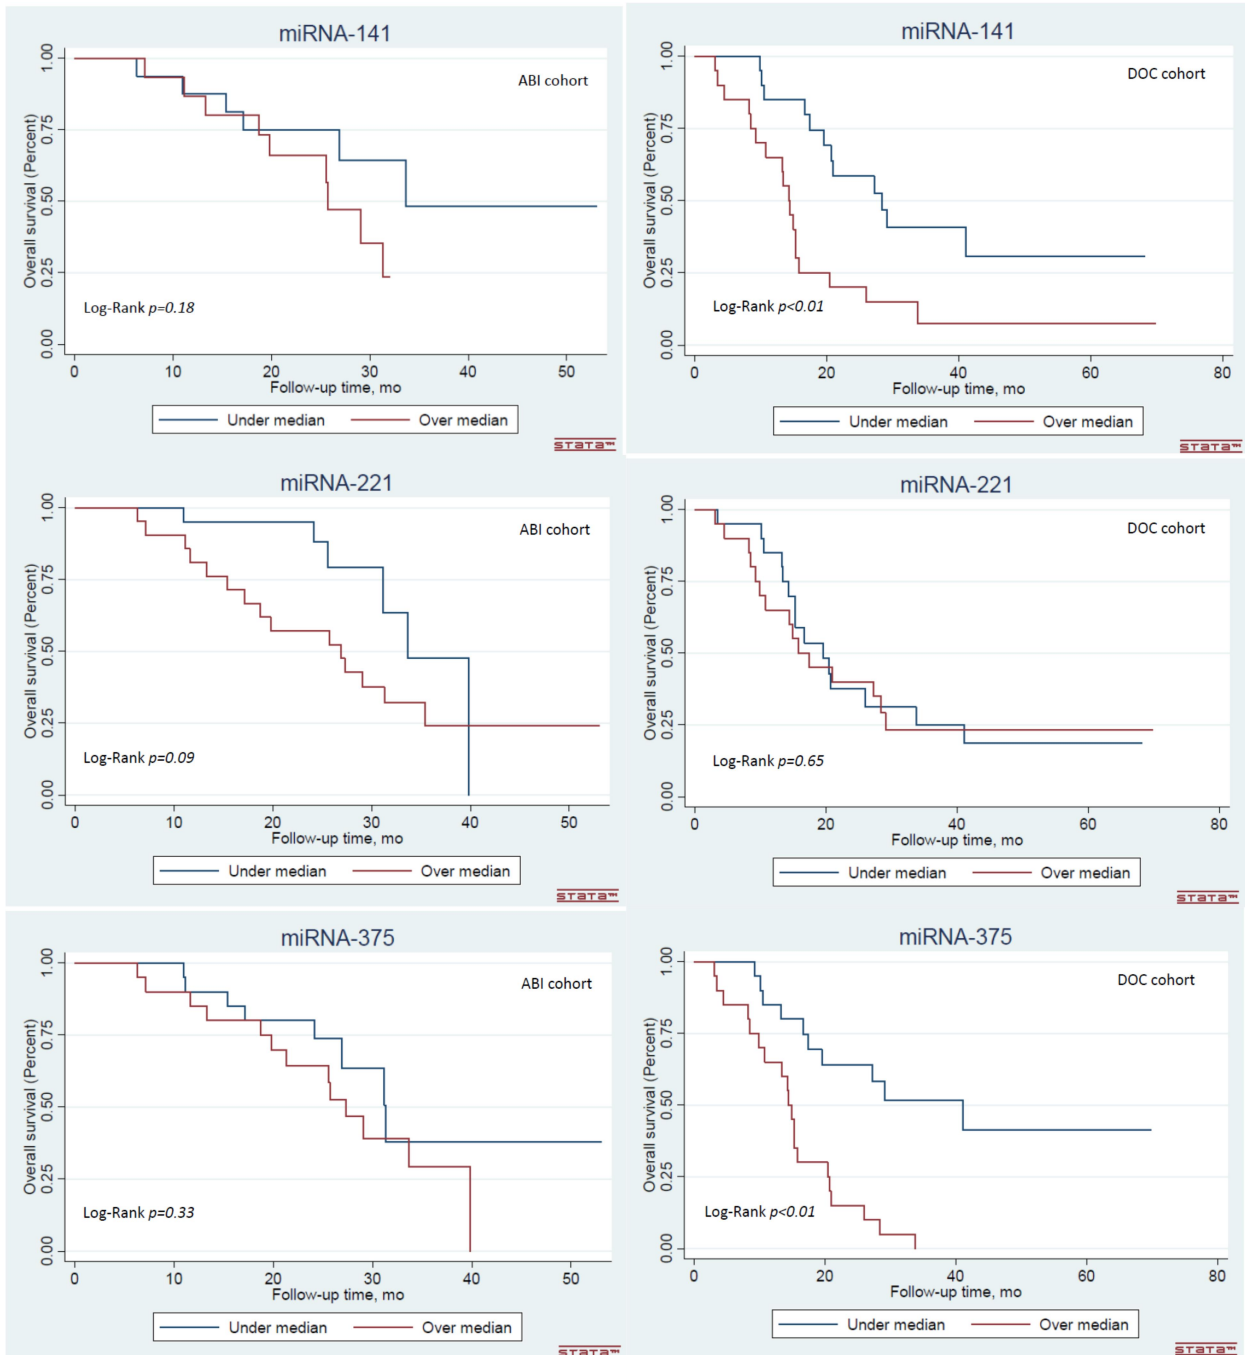 miRNA-141
ABI cohort
Overall survival (Percent)
1.00
0.75
0.50
0.25
0.00
Log-Rank p=0.18
0 10 20 30 40 50
Follow-up time, mo
Under median Over median
STATA™
miRNA-141
DOC cohort
Overall survival (Percent)
1.00
0.75
0.50
0.25
0.00
Log-Rank p<0.01
0 20 40 60 80
Follow-up time, mo
Under median Over median
STATA™
miRNA-221
ABI cohort
Overall survival (Percent)
1.00
0.75
0.50
0.25
0.00
Log-Rank p=0.09
0 10 20 30 40 50
Follow-up time, mo
Under median Over median
STATA™
miRNA-221
DOC cohort
Overall survival (Percent)
1.00
0.75
0.50
0.25
0.00
Log-Rank p=0.65
0 20 40 60 80
Follow-up time, mo
Under median Over median
STATA™
miRNA-375
ABI cohort
Overall survival (Percent)
1.00
0.75
0.50
0.25
0.00
Log-Rank p=0.33
0 10 20 30 40 50
Follow-up time, mo
Under median Over median
STATA™
miRNA-375
DOC cohort
Overall survival (Percent)
1.00
0.75
0.50
0.25
0.00
Log-Rank p<0.01
0 20 40 60 80
Follow-up time, mo
Under median Over median
STATA™